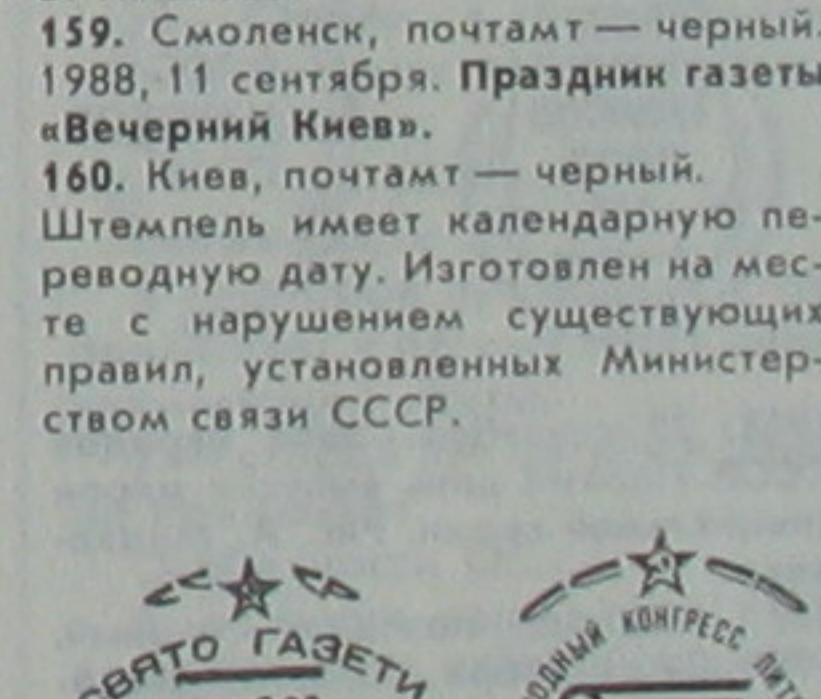 159. Смоленск, почтамт — черный.
1988, 11 сентября. Праздник газеты
«Вечерний Киев».
160. Киев, почтамт — черный.
Штемпель имеет календарную пе-
реводную дату. Изготовлен на мес-
те с нарушением существующих
правил, установленных Министер-
ством связи СССР.
СВЯТО ГАЗЕТИ
КОНГРЕСС